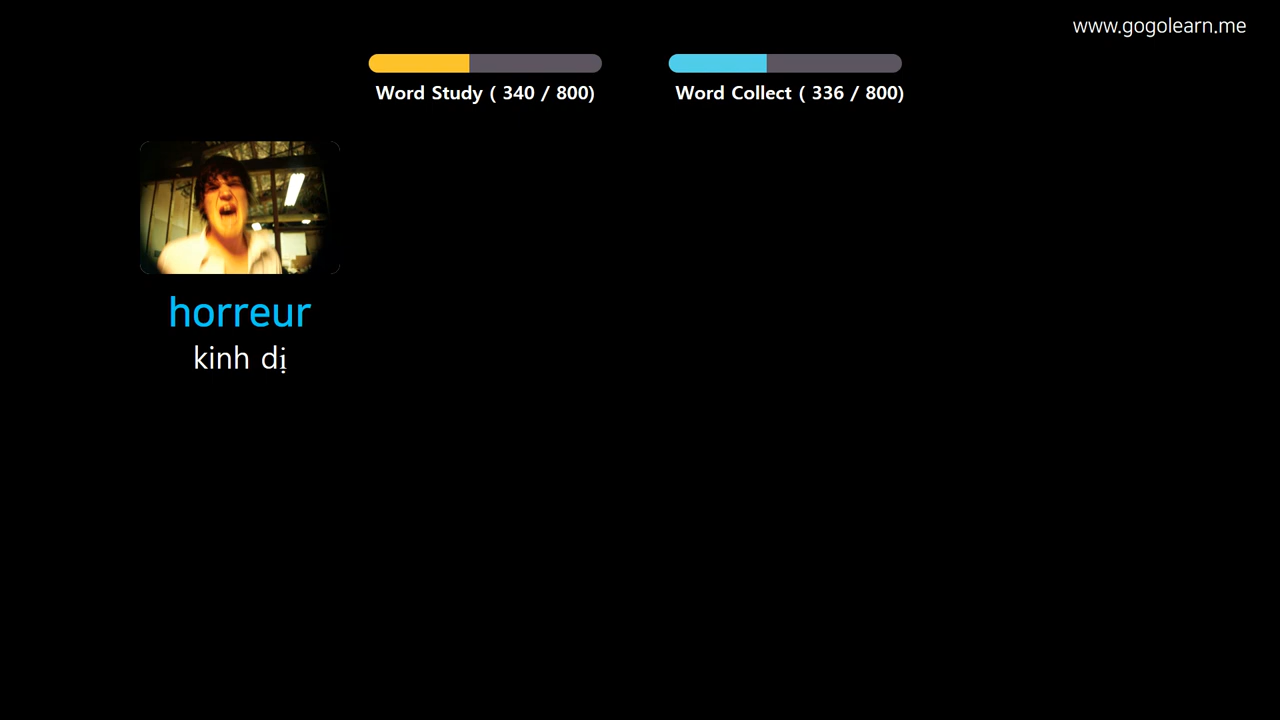 www.gogolearn.me
Word Study ( 340 / 800)
Word Collect ( 336 / 800)
horreur
kinh dị